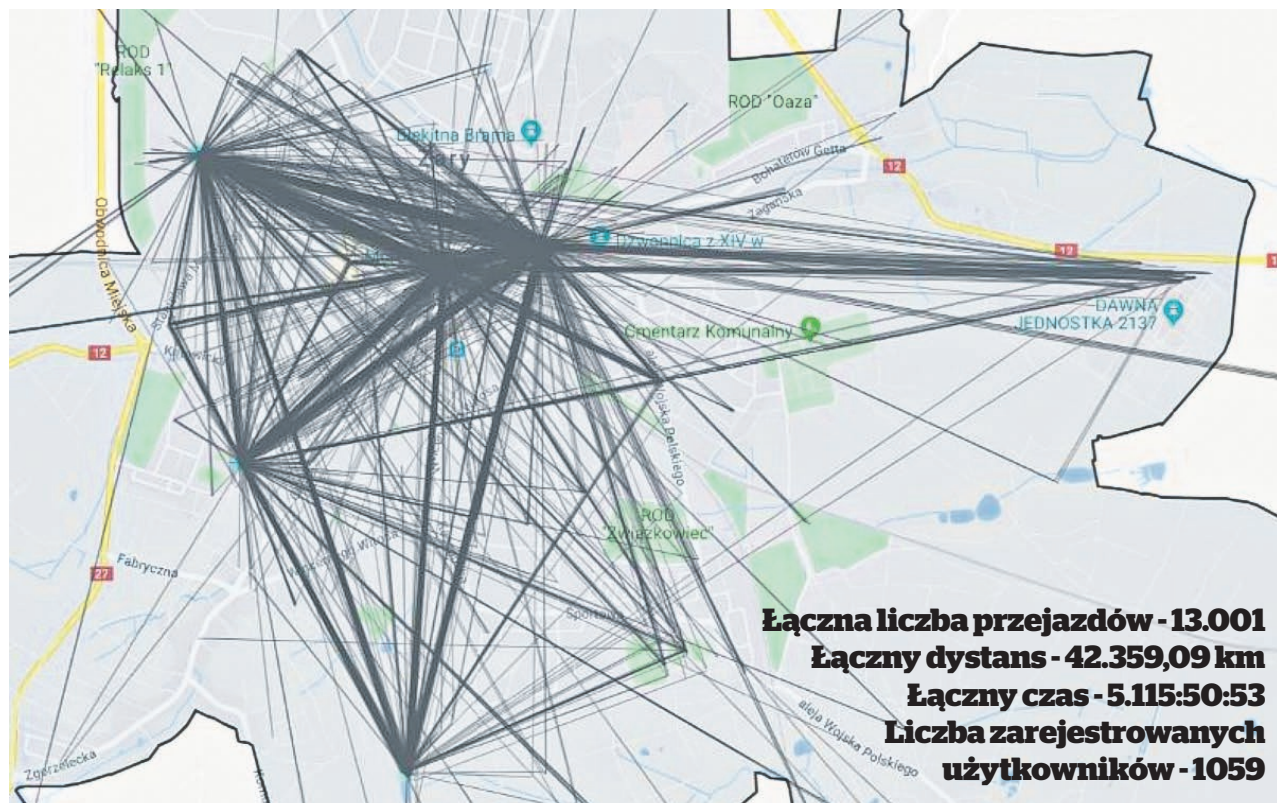 ROD
"Relaks 1"
ROD "Oaza"
Błękitna Brama
Żary
Bohaterów Getta
12
Żagańska
Obwodnica Miejska
Dzwonnica z XIV w
12
DAWNA
JEDNOSTKA 2137
Cmentarz Komunalny
12
Wojska Polskiego
ROD
"Związkowiec"
27
Fabryczna
Sportowa
Łączna liczba przejazdów - 13.001
Łączny dystans - 42.359,09 km
Łączny czas - 5.115:50:53
Liczba zarejestrowanych
użytkowników - 1059
aleja Wojska Polskiego
Zgorzelecka